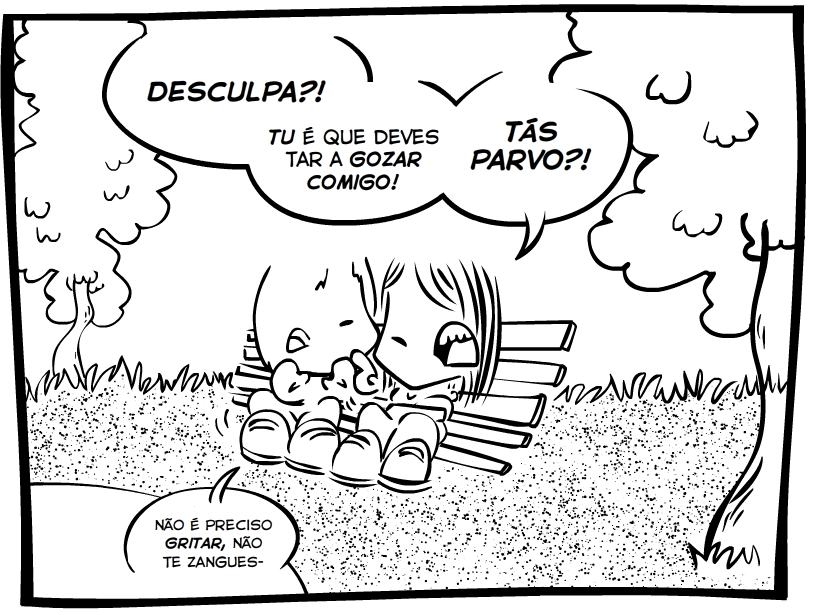 DESCULPA?!
TU É QUE DEVES
TAR A GOZAR
COMIGO!
TÁS
PARVO?!
NÃO É PRECISO
GRITAR, NÃO
TE ZANGUES-